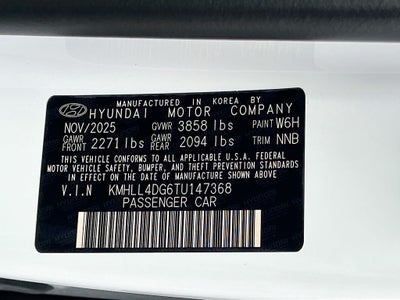 MANUFACTURED IN KOREA BY
HYUNDAI MOTOR COMPANY
NOV/2025 GVWR 3858 lbs PAINT W6H
GAWR FRONT 2271 lbs GAWR REAR 2094 lbs TRIM NNB
THIS VEHICLE CONFORMS TO ALL APPLICABLE U.S.A FEDERAL
MOTOR VEHICLE SAFETY, BUMPER, AND THEFT PREVENTION STANDARDS
IN EFFECT ON THE DATE OF MANUFACTURE SHOWN ABOVE.
V.I.N KMHLL4DG6TU147368
PASSENGER CAR